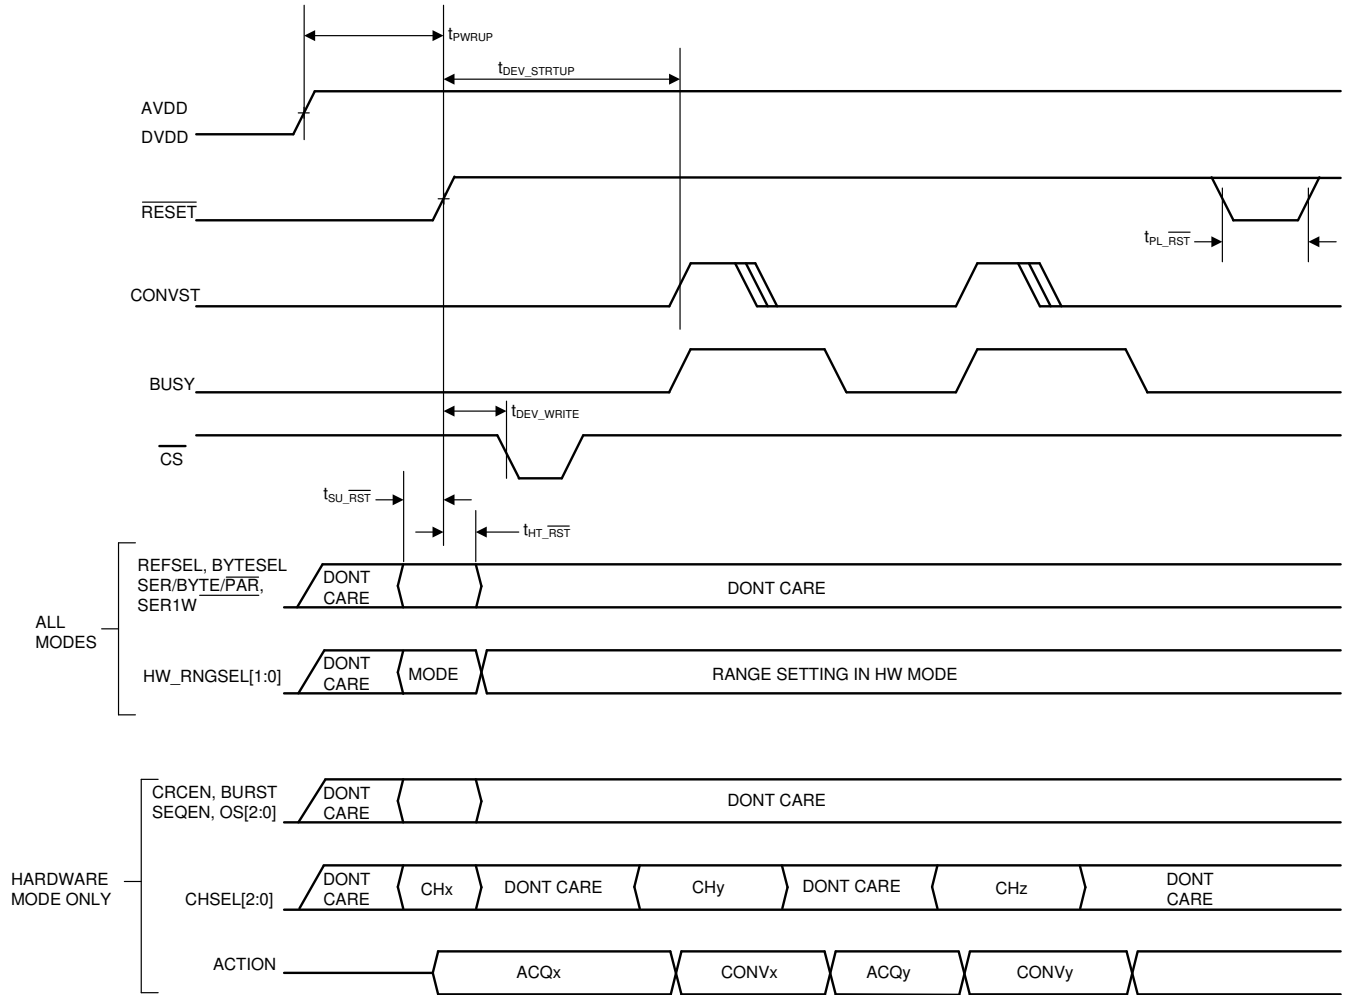 tPWRUP
tDEV_STRTUP
AVDD
DVDD
RESET
tPL_RST
CONVST
BUSY
tDEV_WRITE
CS
tSU_RST
tHT_RST
ALL
MODES
REFSEL, BYTESEL
SER/BYTE/PAR,
SER1W
DONT
CARE
DONT CARE
HW_RNGSEL[1:0]
DONT
CARE
MODE
RANGE SETTING IN HW MODE
HARDWARE
MODE ONLY
CRCEN, BURST
SEQEN, OS[2:0]
DONT
CARE
DONT CARE
CHSEL[2:0]
DONT
CARE
CHx
DONT CARE
CHy
DONT CARE
CHz
DONT
CARE
ACTION
ACQx
CONVx
ACQy
CONVy